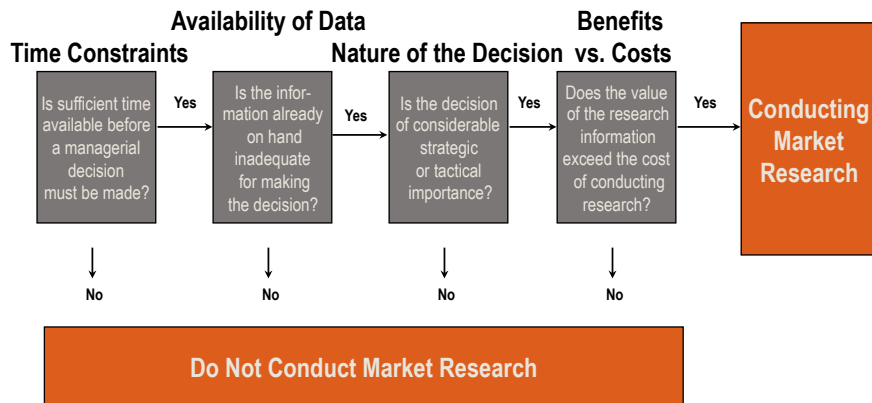 Availability of Data
Benefits
Time Constraints
Nature of the Decision
vs. Costs
Is sufficient time
available before
a managerial
decision
must be made?
Yes
Is the infor-
mation already
on hand
inadequate
for making
the decision?
Yes
Is the decision
of considerable
strategic
or tactical
importance?
Yes
Does the value
of the research
information
exceed the cost
of conducting
research?
Yes
Conducting
Market
Research
No
No
No
No
Do Not Conduct Market Research